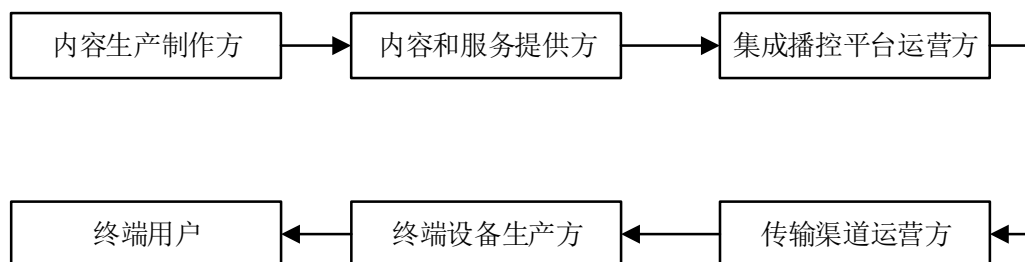 内容生产制作方
内容和服务提供方
集成播控平台运营方
传输渠道运营方
终端设备生产方
终端用户